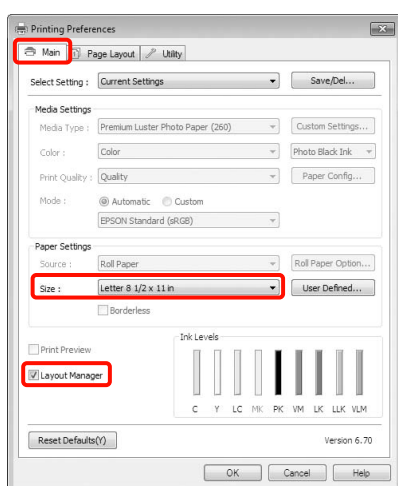 Printing Preferences
Main Page Layout Utility
Select Setting : Current Settings Save/Del...
Media Settings
Media Type : Premium Luster Photo Paper (260) Custom Settings...
Color : Color Photo Black Ink
Print Quality : Quality Paper Config...
Mode : Automatic Custom
EPSON Standard (sRGB)
Paper Settings
Source : Roll Paper Roll Paper Option...
Size : Letter 8 1/2 x 11 in User Defined...
Borderless
Ink Levels
Print Preview
Layout Manager
C Y LC MK PK VM LK LLK VLM
Reset Defaults(Y) Version 6.70
OK Cancel Help